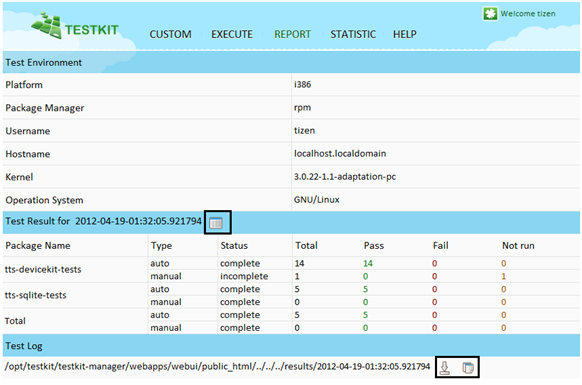 TESTKIT CUSTOM EXECUTE REPORT STATISTIC HELP Welcome tizen
Test Environment
Platform i386
Package Manager rpm
Username tizen
Hostname localhost.localdomain
Kernel 3.0.22-1.1-adaptation-pc
Operation System GNU/Linux
Test Result for 2012-04-19-01:32:05.921794
Package Name Type Status Total Pass Fail Not run
tts-devicekit-tests auto complete 14 14 0 0
manual incomplete 1 0 0 1
tts-sqlite-tests auto complete 5 5 0 0
manual complete 0 0 0 0
Total auto complete 5 5 0 0
manual complete 0 0 0 0
Test Log
/opt/testkit/testkit-manager/webapps/webui/public_html/../../../results/2012-04-19-01:32:05.921794